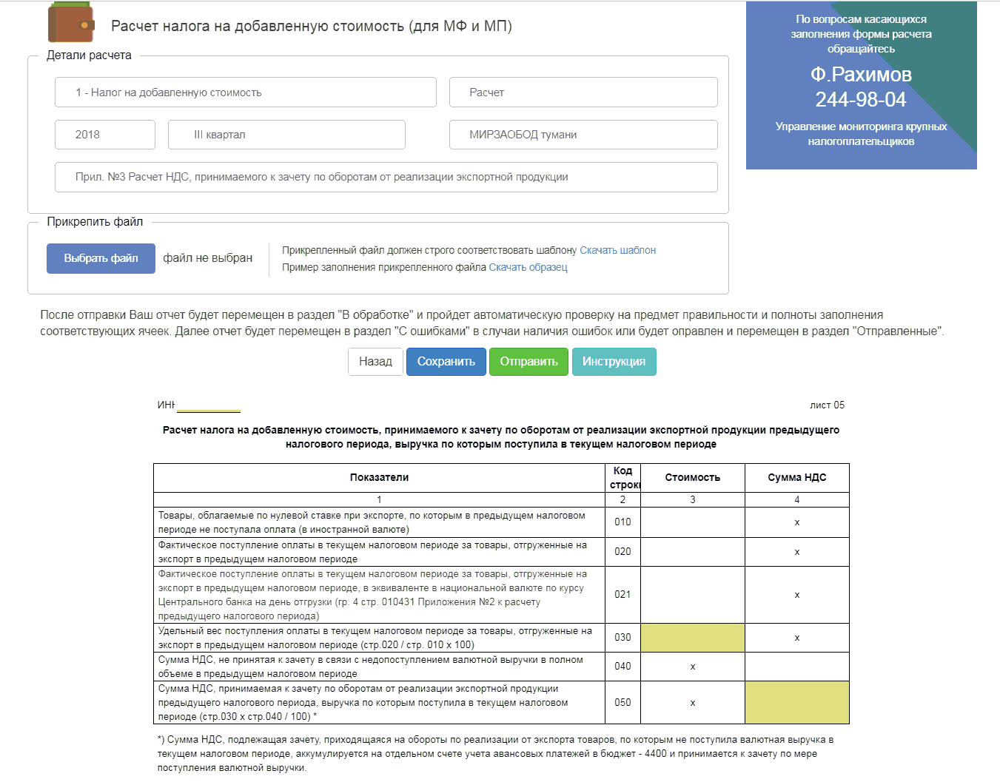 Расчет налога на добавленную стоимость (для МФ и МП)
По вопросам касающихся
заполнения формы расчета
обращайтесь
Ф.Рахимов
244-98-04
Управление мониторинга крупных
налогоплательщиков
Детали расчета
1 - Налог на добавленную стоимость
Расчет
2018
III квартал
МИРЗАОБОД тумани
Прил. №3 Расчет НДС, принимаемого к зачету по оборотам от реализации экспортной продукции
Прикрепить файл
Выбрать файл
файл не выбран
Прикрепленный файл должен строго соответствовать шаблону Скачать шаблон
Пример заполнения прикрепленного файла Скачать образец
После отправки Ваш отчет будет перемещен в раздел "В обработке" и пройдет автоматическую проверку на предмет правильности и полноты заполнения
соответствующих ячеек. Далее отчет будет перемещен в раздел "С ошибками" в случаи наличия ошибок или будет оправлен и перемещен в раздел "Отправленные".
Назад
Сохранить
Отправить
Инструкция
ИНН
лист 05
Расчет налога на добавленную стоимость, принимаемого к зачету по оборотам от реализации экспортной продукции предыдущего
налогового периода, выручка по которым поступила в текущем налоговом периоде
Показатели
Код
строки
Стоимость
Сумма НДС
1
2
3
4
Товары, облагаемые по нулевой ставке при экспорте, по которым в предыдущем налоговом
периоде не поступала оплата (в иностранной валюте)
010
x
Фактическое поступление оплаты в текущем налоговом периоде за товары, отгруженные на
экспорт в предыдущем налоговом периоде
020
x
Фактическое поступление оплаты в текущем налоговом периоде за товары, отгруженные на
экспорт в предыдущем налоговом периоде, в эквиваленте в национальной валюте по курсу
Центрального банка на день отгрузки (гр. 4 стр. 010431 Приложения №2 к расчету
предыдущего налогового периода)
021
x
Удельный вес поступления оплаты в текущем налоговом периоде за товары, отгруженные на
экспорт в предыдущем налоговом периоде (стр.020 / стр. 010 x 100)
030
x
Сумма НДС, не принятая к зачету в связи с недопоступлением валютной выручки в полном
объеме в предыдущем налоговом периоде
040
x
Сумма НДС, принимаемая к зачету по оборотам от реализации экспортной продукции
предыдущего налогового периода, выручка по которым поступила в текущем налоговом
периоде (стр.030 x стр.040 / 100) *
050
x
*) Сумма НДС, подлежащая зачету, приходящаяся на обороты по реализации от экспорта товаров, по которым не поступила валютная выручка в
текущем налоговом периоде, аккумулируется на отдельном счете учета авансовых платежей в бюджет - 4400 и принимается к зачету по мере
поступления валютной выручки.